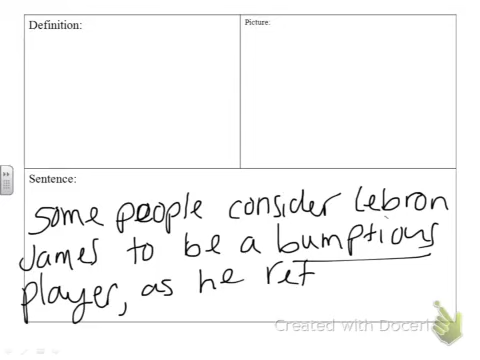 Definition:
Picture:
Sentence:
some people consider Lebron
James to be a bumptious
player, as he ref
Created with Doceri